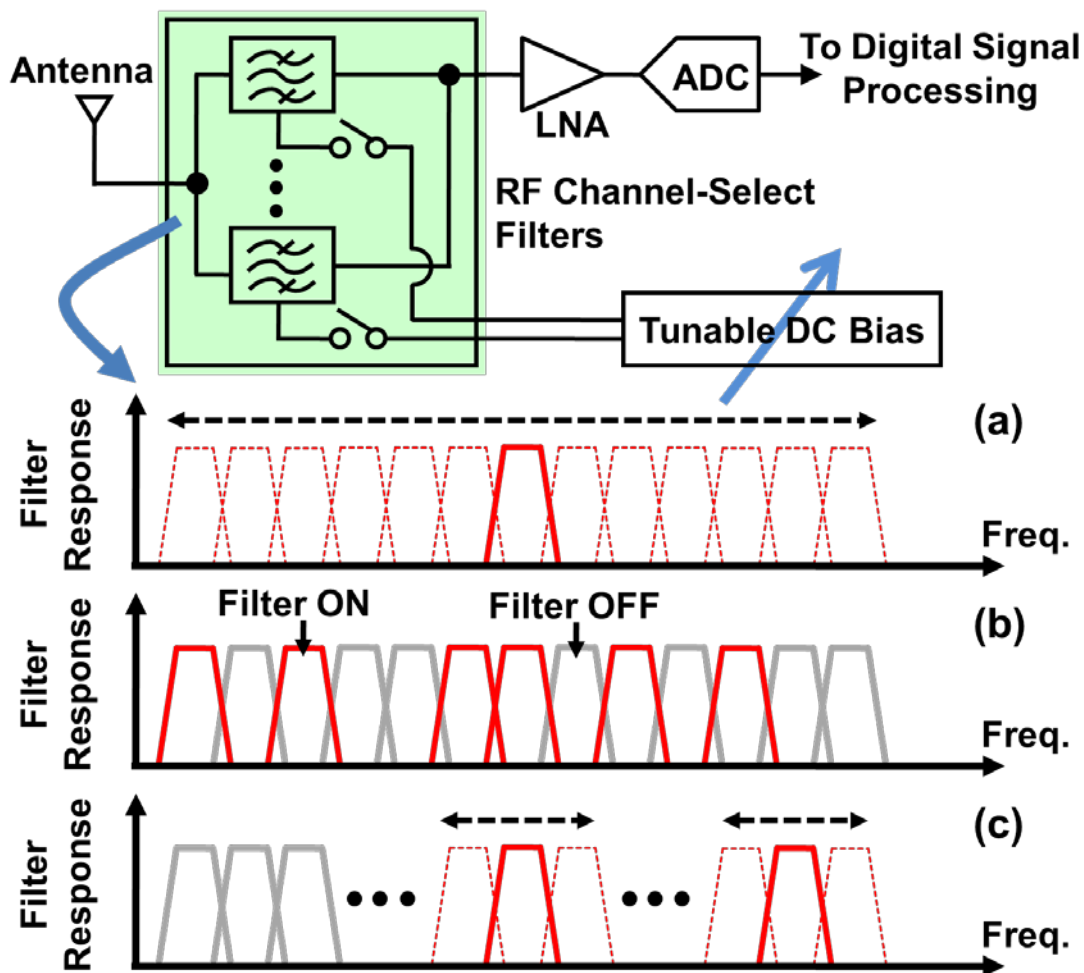 Antenna
ADC
To Digital Signal
Processing
LNA
RF Channel-Select
Filters
Tunable DC Bias
Filter
Response
(a)
Freq.
Filter ON
Filter OFF
Filter
Response
(b)
Freq.
Filter
Response
(c)
Freq.